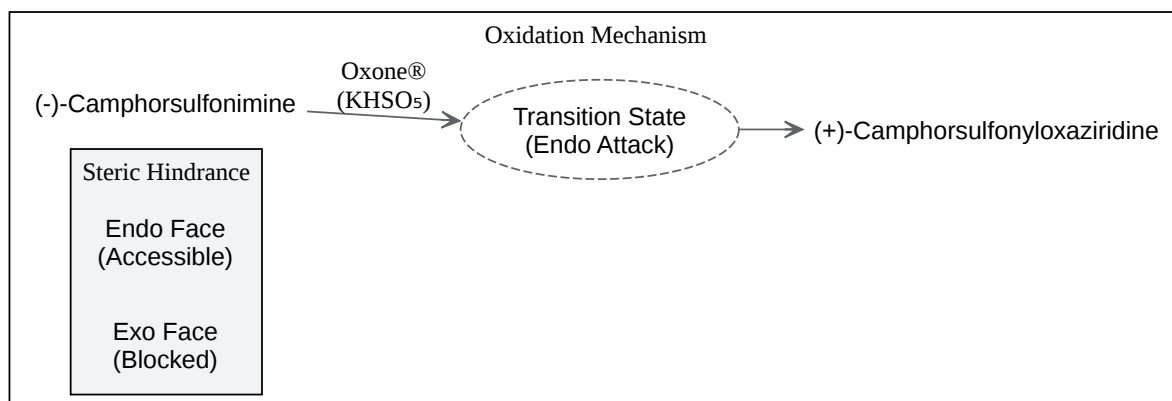 Oxidation Mechanism
Oxone®
(KHSO₅)
(-)-Camphorsulfonimine
Transition State
(Endo Attack)
(+)-Camphorsulfonyloxaziridine
Steric Hindrance
Endo Face
(Accessible)
Exo Face
(Blocked)